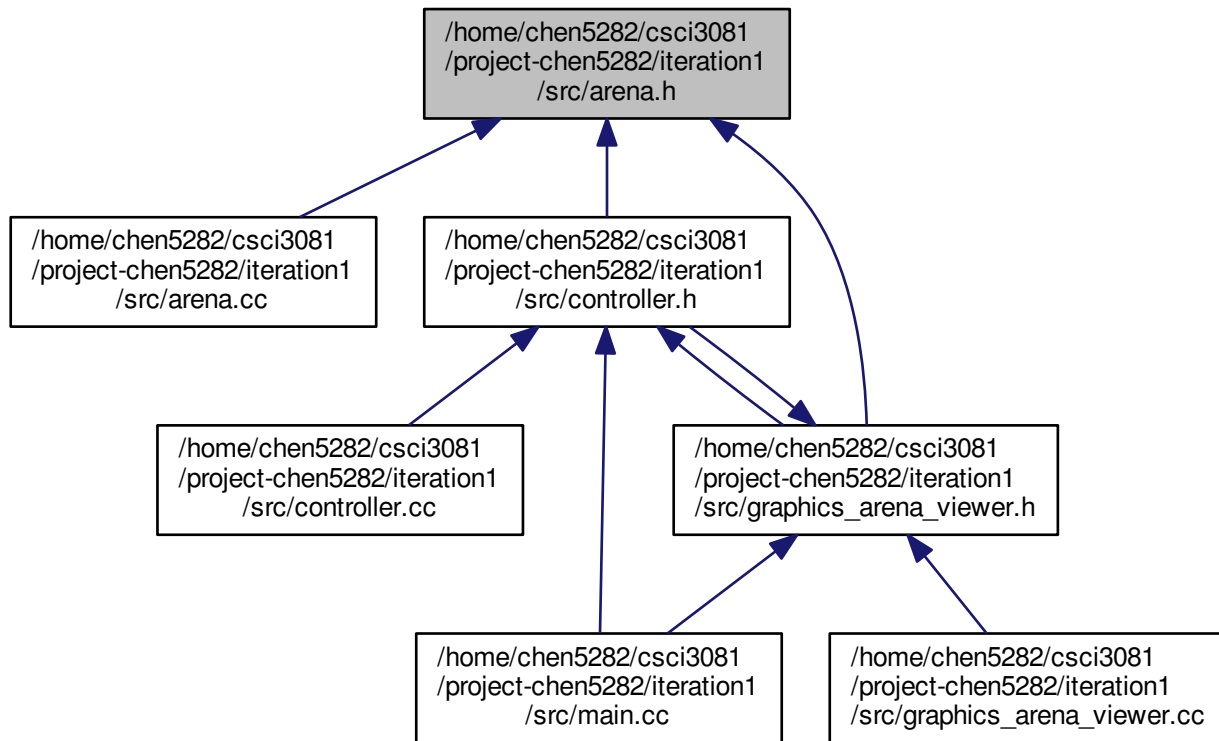 /home/chen5282/csci3081
/project-chen5282/iteration1
/src/arena.h
/home/chen5282/csci3081
/project-chen5282/iteration1
/src/arena.cc
/home/chen5282/csci3081
/project-chen5282/iteration1
/src/controller.h
/home/chen5282/csci3081
/project-chen5282/iteration1
/src/controller.cc
/home/chen5282/csci3081
/project-chen5282/iteration1
/src/graphics_arena_viewer.h
/home/chen5282/csci3081
/project-chen5282/iteration1
/src/main.cc
/home/chen5282/csci3081
/project-chen5282/iteration1
/src/graphics_arena_viewer.cc